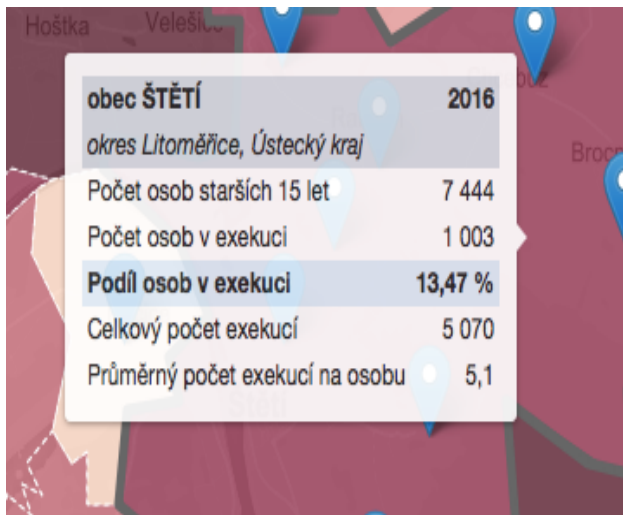 Hoštka
Velešice
obec ŠTĚTÍ 2016
okres Litoměřice, Ústecký kraj
Počet osob starších 15 let 7 444
Počet osob v exekuci 1 003
Podíl osob v exekuci 13,47 %
Celkový počet exekucí 5 070
Průměrný počet exekucí na osobu 5,1
Štětí